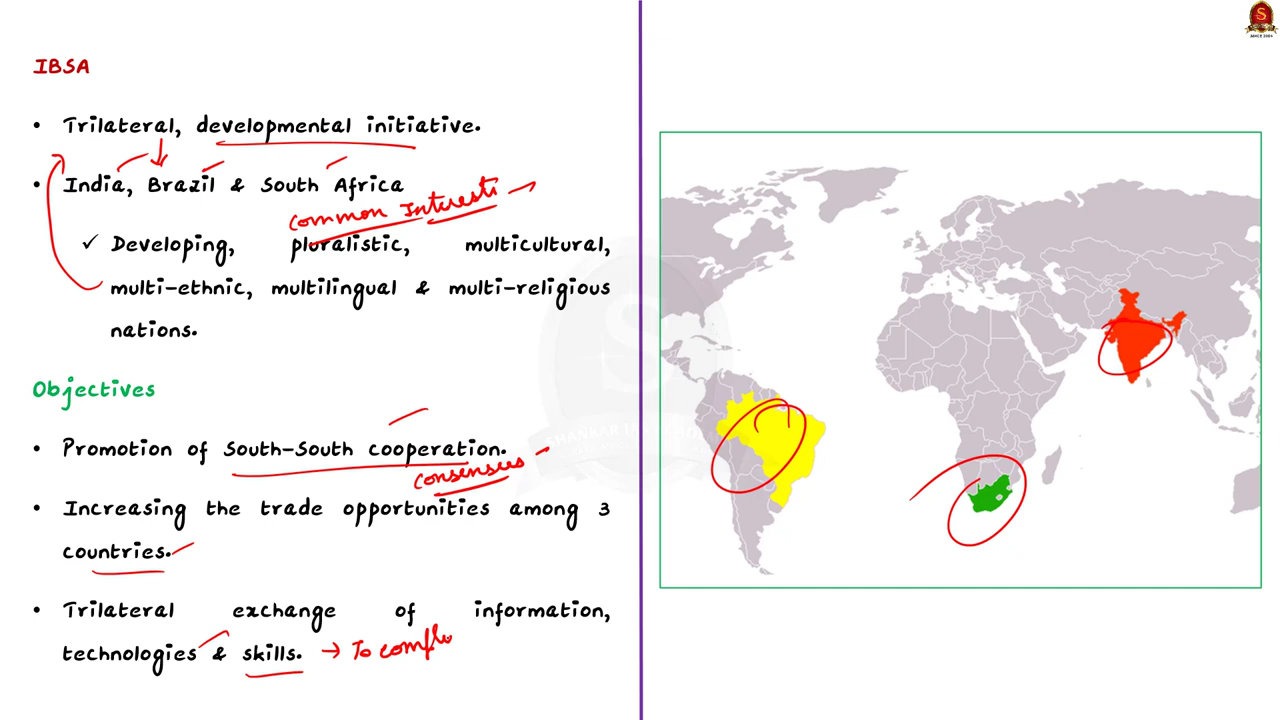 IBSA
• Trilateral, developmental initiative.
• India, Brazil & South Africa
Common Interests
✓ Developing, pluralistic, multicultural,
multi-ethnic, multilingual & multi-religious
nations.
Objectives
• Promotion of South-South cooperation.
Consensus
• Increasing the trade opportunities among 3
countries.
• Trilateral exchange of information,
technologies & skills. → To comple
S
SINCE 2004